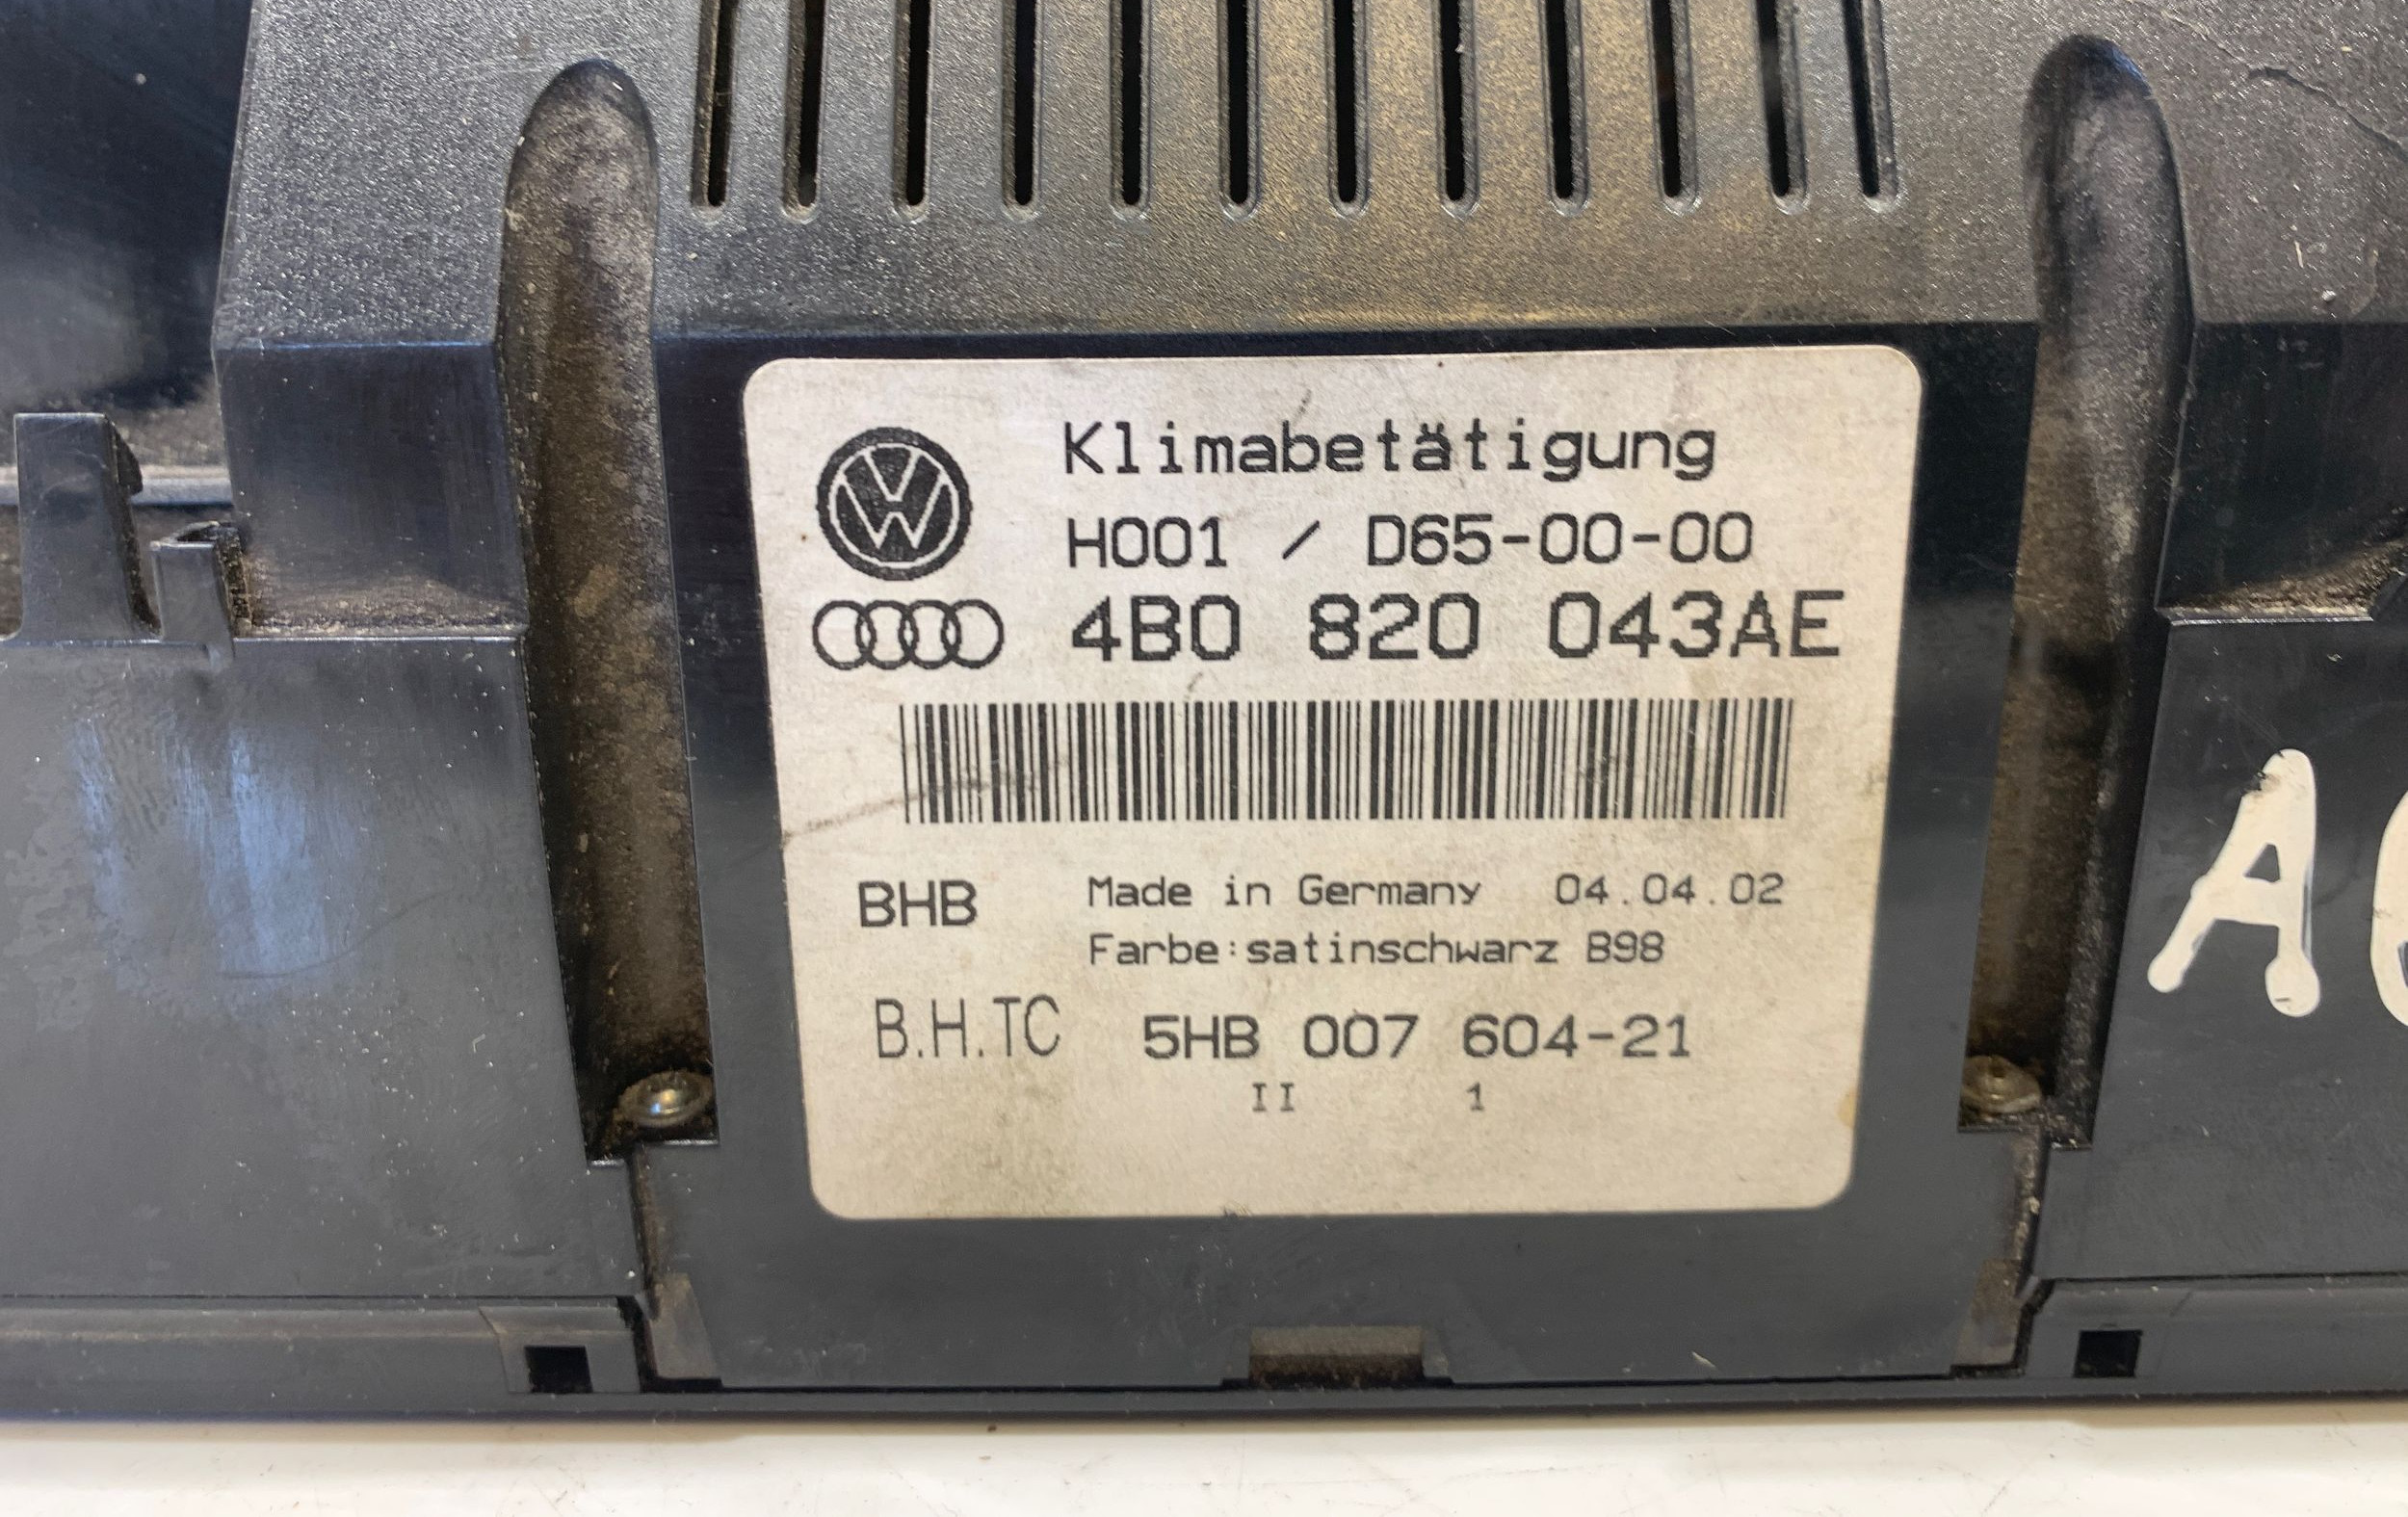 Klimabetätigung
H001 / D65-00-00
4B0 820 043AE
BHB Made in Germany 04.04.02
Farbe:satinschwarz B98
B.H.TC 5HB 007 604-21
II 1